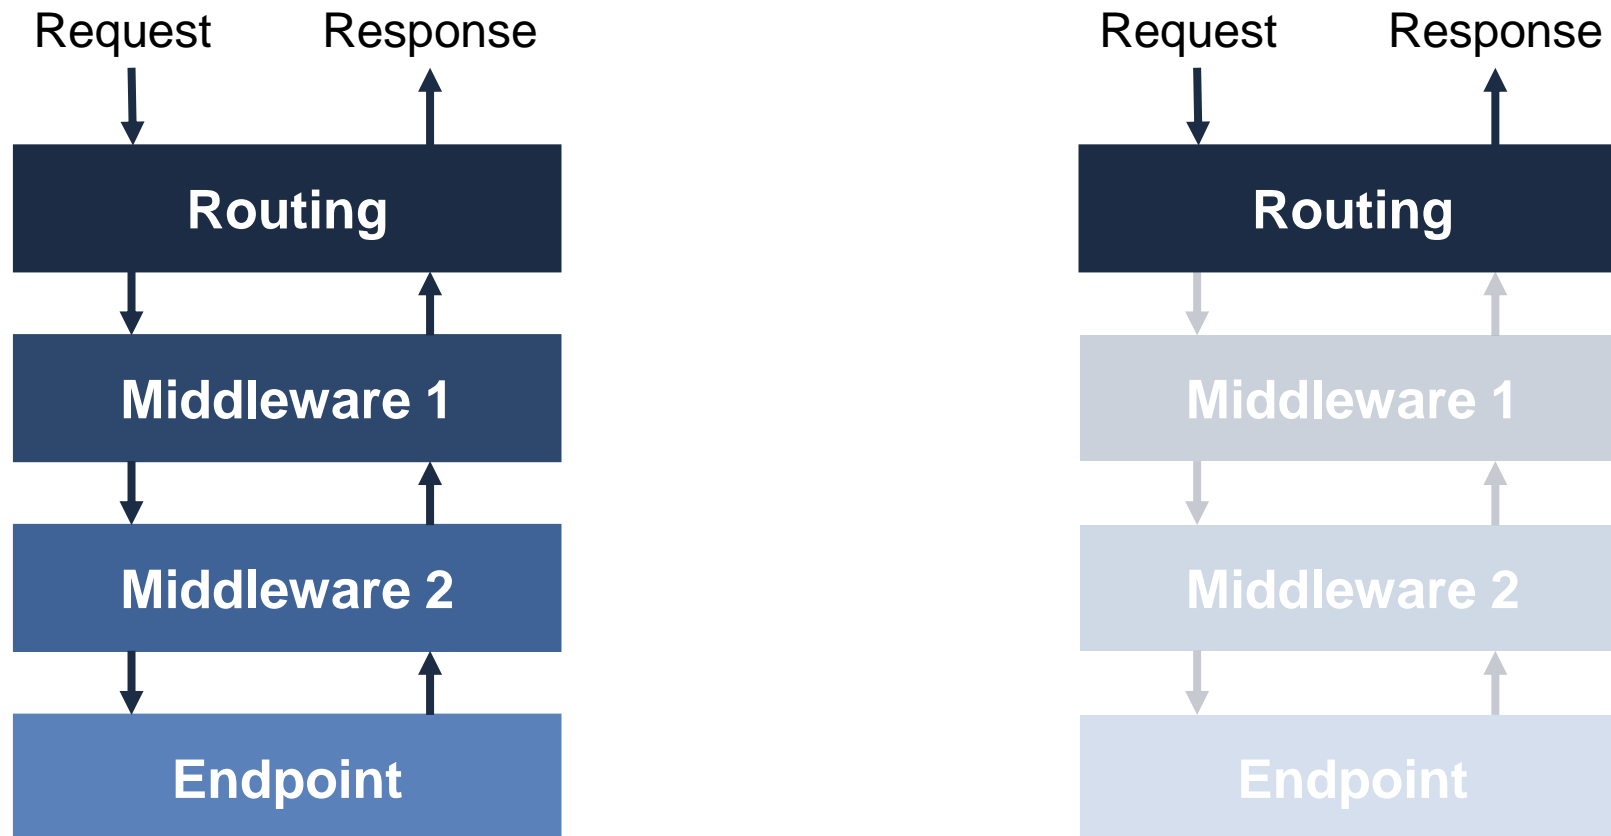 Request Response
Routing
Middleware 1
Middleware 2
Endpoint
Request Response
Routing
Middleware 1
Middleware 2
Endpoint